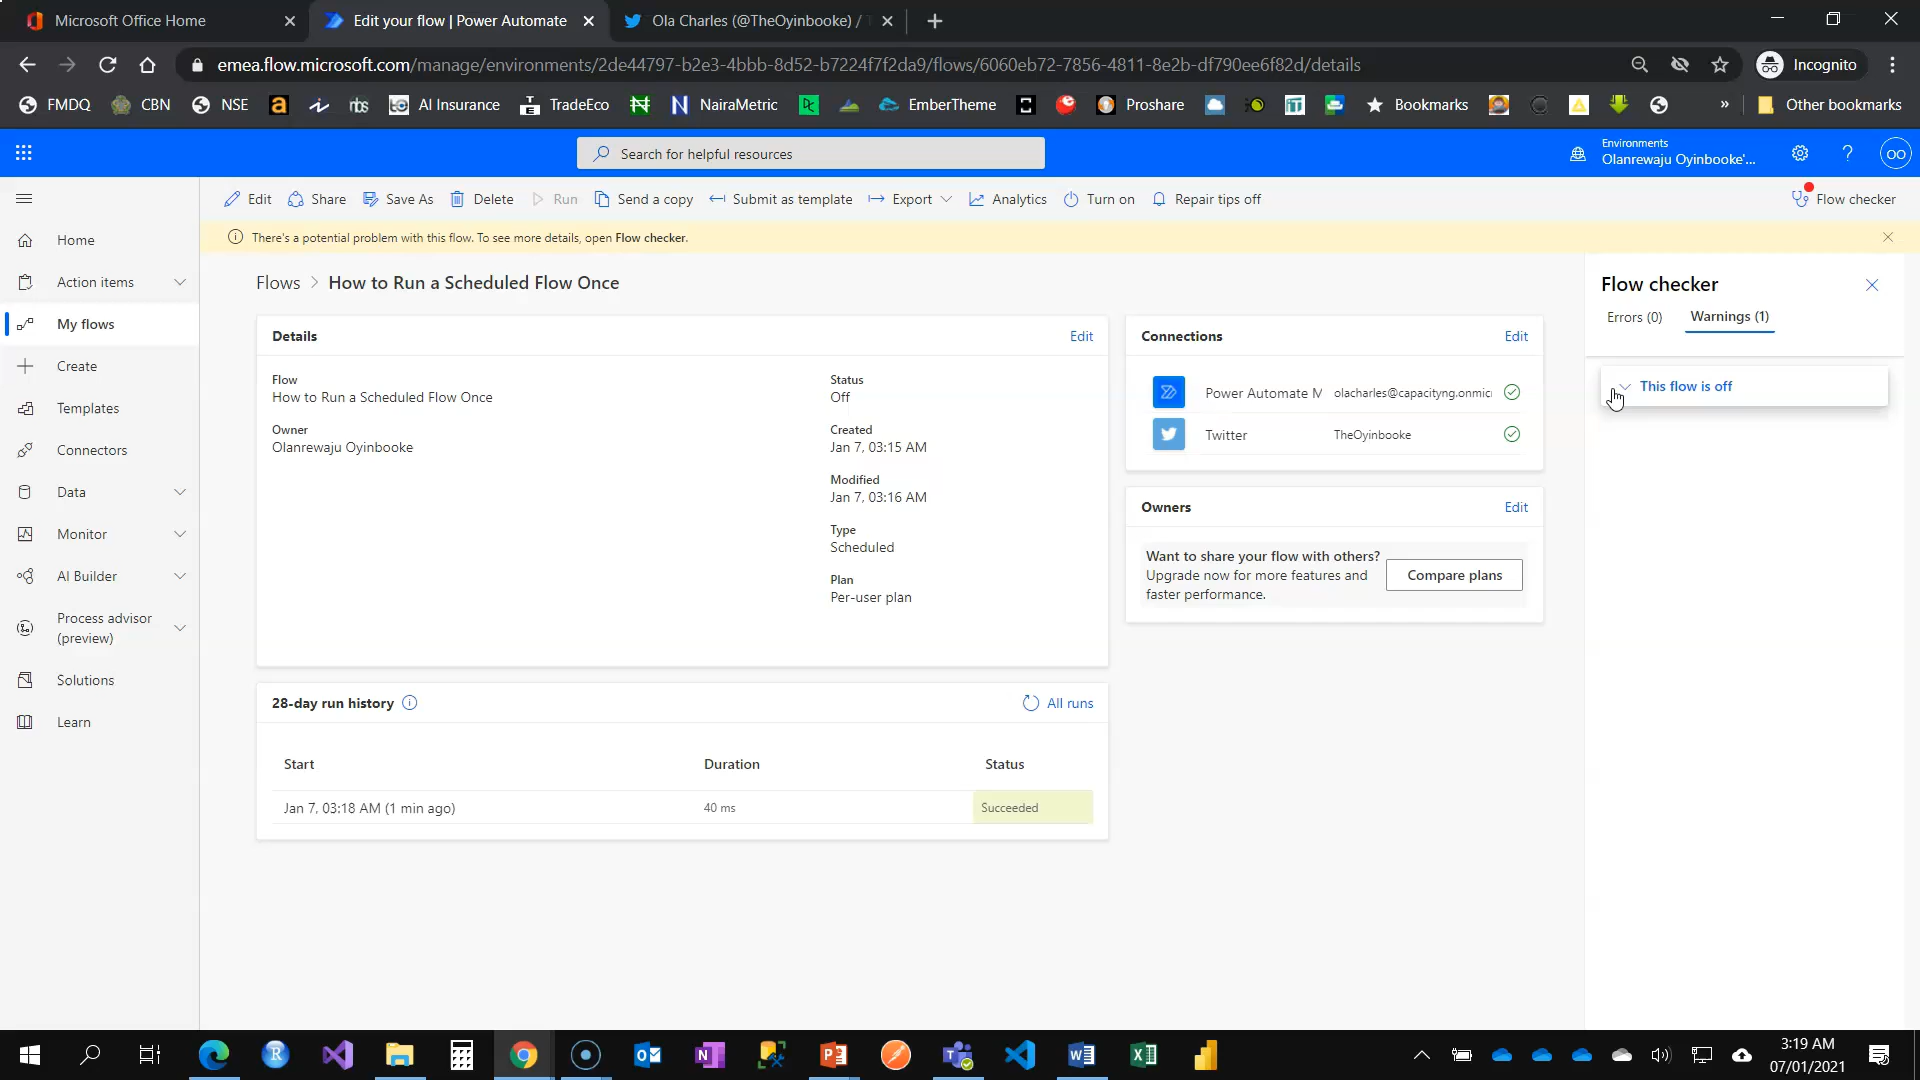 Microsoft Office Home
Edit your flow | Power Automate
Ola Charles (@TheOyinbooke) /
emea.flow.microsoft.com/manage/environments/2de44797-b2e3-4bbb-8d52-b7224f7f2da9/flows/6060eb72-7856-4811-8e2b-df790ee6f82d/details
Incognito
FMDQ
CBN
NSE
AI Insurance
TradeEco
NairaMetric
EmberTheme
Proshare
Bookmarks
Other bookmarks
Search for helpful resources
Environments
Olanrewaju Oyinbooke'...
OO
Edit
Share
Save As
Delete
Run
Send a copy
Submit as template
Export
Analytics
Turn on
Repair tips off
Flow checker
There's a potential problem with this flow. To see more details, open Flow checker.
Home
Action items
My flows
Create
Templates
Connectors
Data
Monitor
AI Builder
Process advisor
(preview)
Solutions
Learn
Flows > How to Run a Scheduled Flow Once
Details
Edit
Flow
How to Run a Scheduled Flow Once
Owner
Olanrewaju Oyinbooke
Status
Off
Created
Jan 7, 03:15 AM
Modified
Jan 7, 03:16 AM
Type
Scheduled
Plan
Per-user plan
28-day run history
All runs
Start Duration Status
Jan 7, 03:18 AM (1 min ago) 40 ms Succeeded
Connections
Edit
Power Automate M olacharles@capacityng.onmic
Twitter TheOyinbooke
Owners
Edit
Want to share your flow with others?
Upgrade now for more features and
faster performance.
Compare plans
Flow checker
Errors (0)
Warnings (1)
This flow is off
3:19 AM
07/01/2021